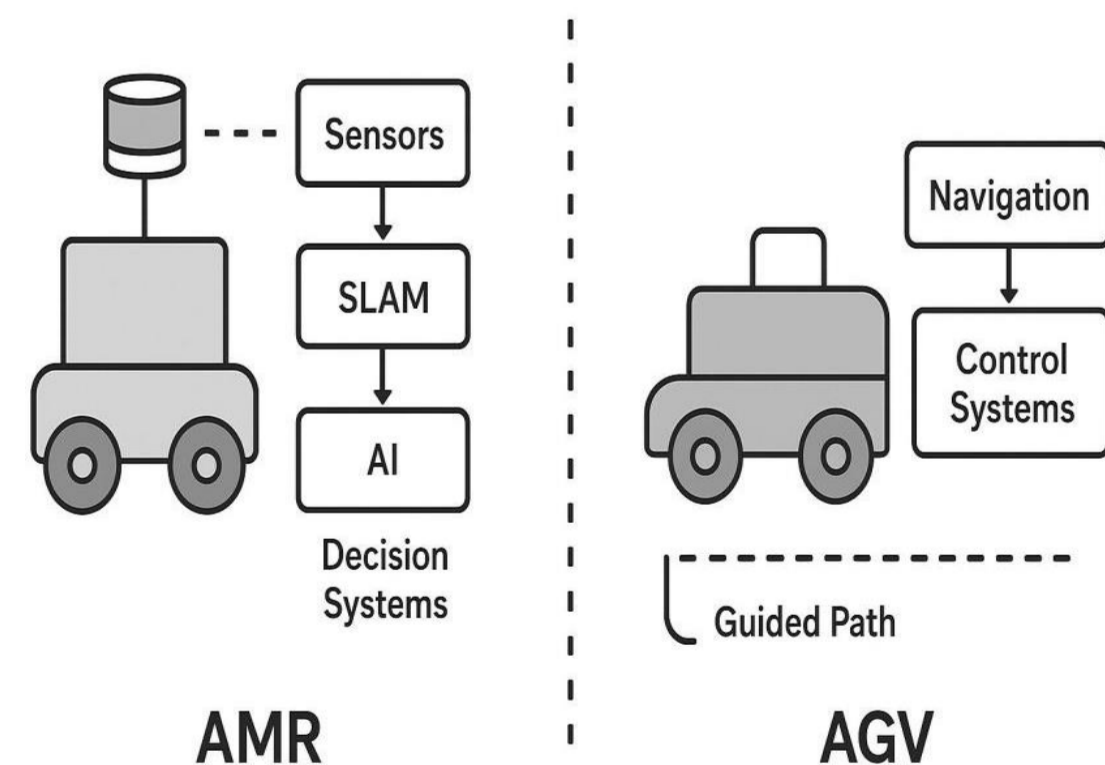 Sensors
SLAM
AI
Decision
Systems
AMR
Navigation
Control
Systems
Guided Path
AGV